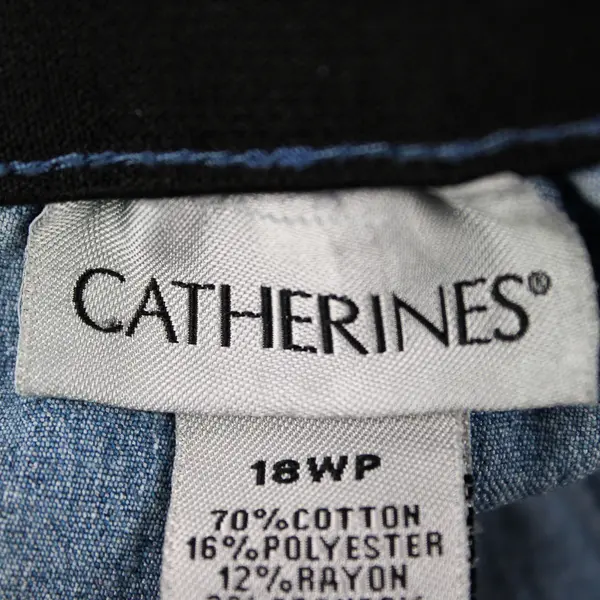 CATHERINES®
18WP
70%COTTON
16%POLYESTER
12%RAYON